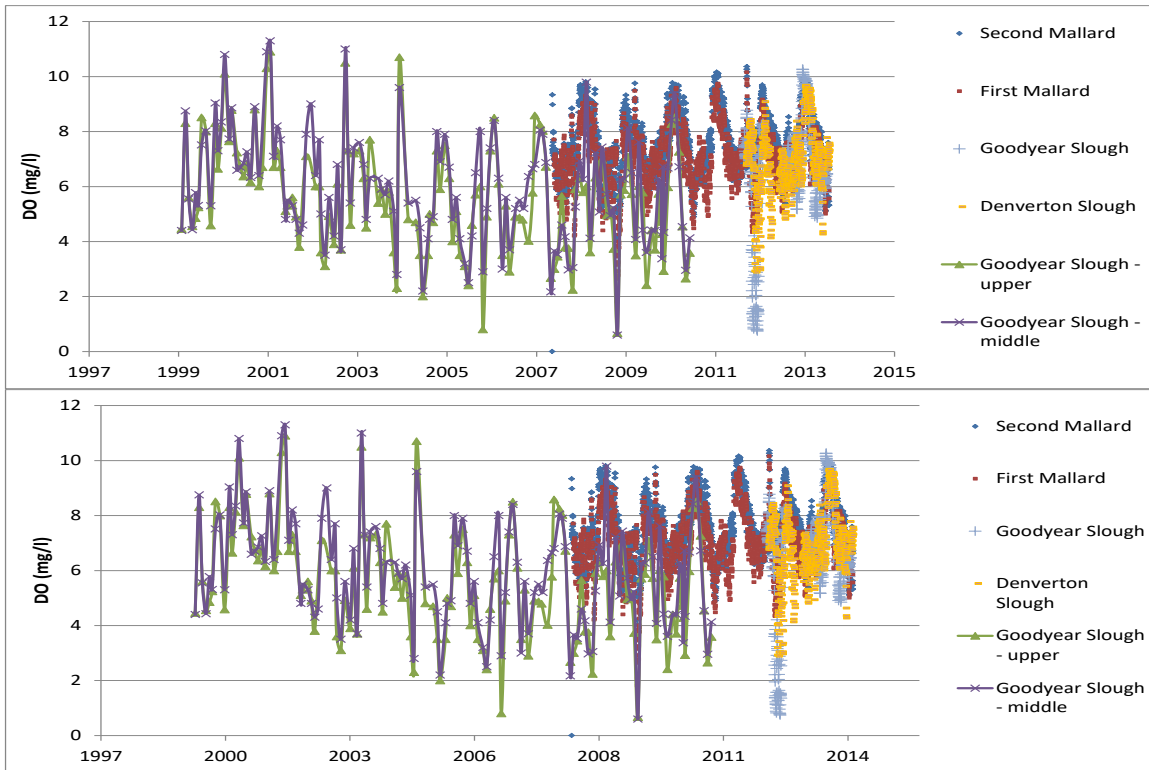 12
10
8
6
4
2
0
DO (mg/l)
1997
1999
2001
2003
2005
2007
2009
2011
2013
2015
Second Mallard
First Mallard
Goodyear Slough
Denverton Slough
Goodyear Slough -
upper
Goodyear Slough -
middle
12
10
8
6
4
2
0
DO (mg/l)
1997
2000
2003
2006
2008
2011
2014
Second Mallard
First Mallard
Goodyear Slough
Denverton
Slough
Goodyear Slough
- upper
Goodyear Slough
- middle